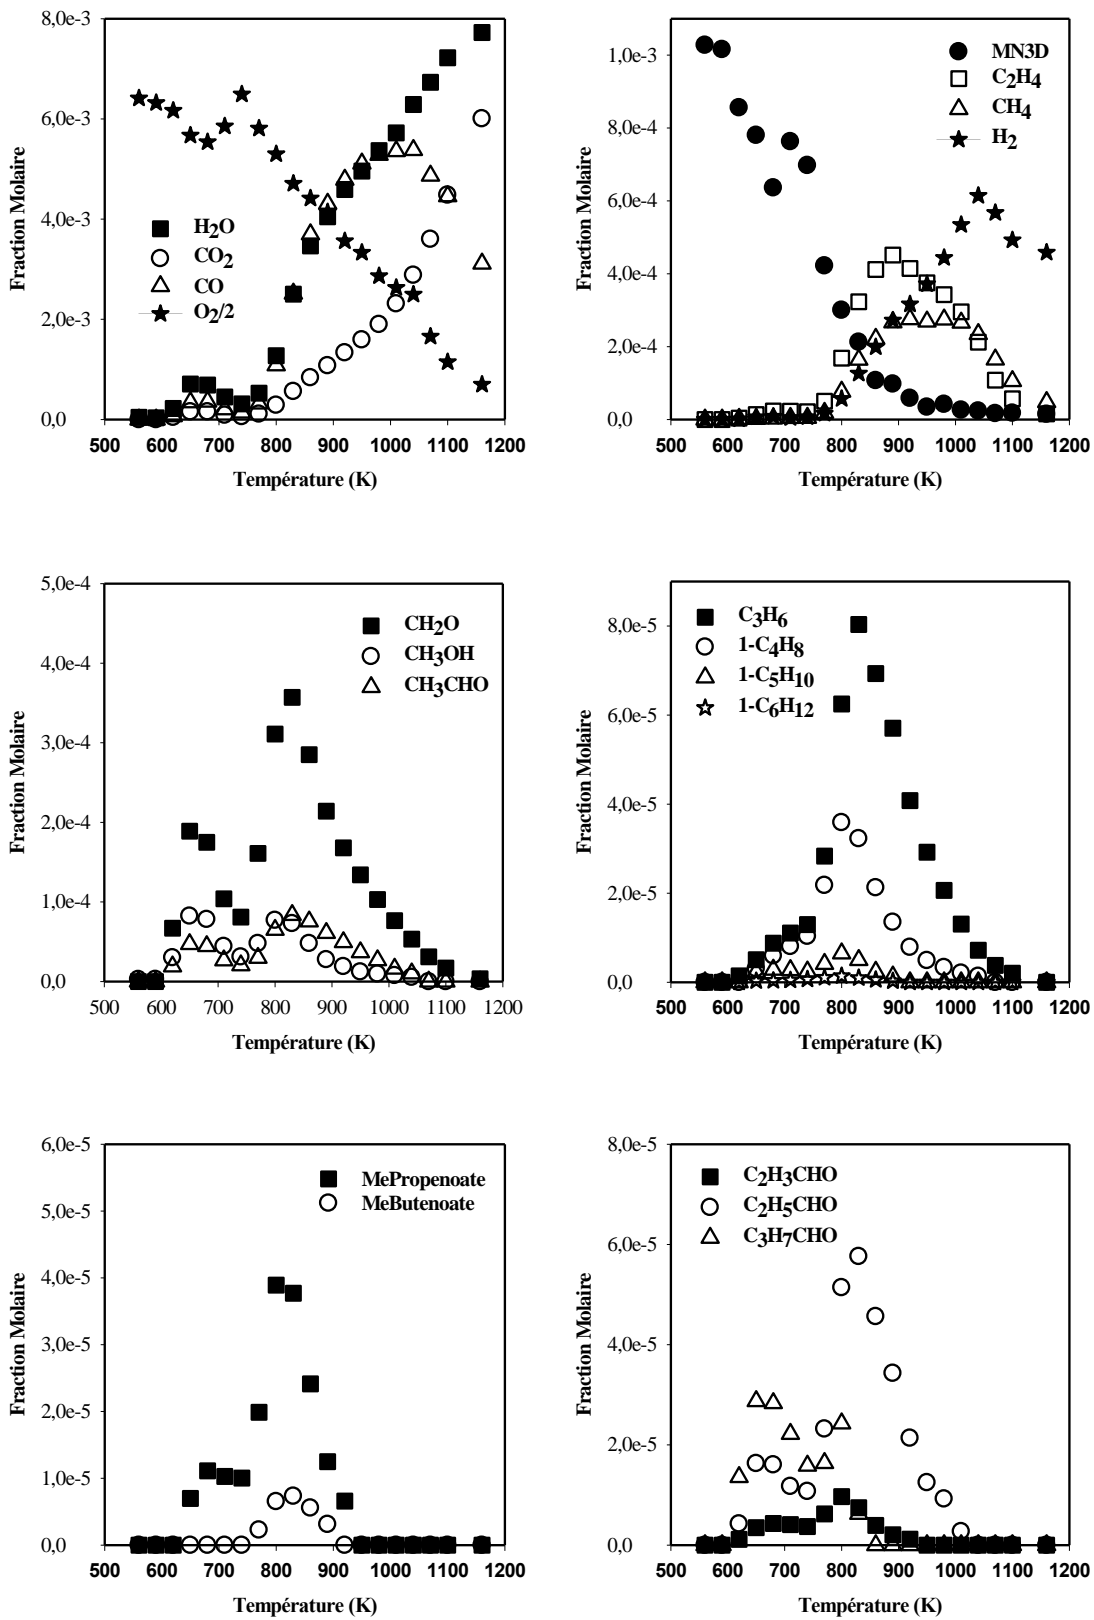 8,0e-3
6,0e-3
4,0e-3
2,0e-3
0,0
Fraction Molaire
H2O
CO2
CO
O2/2
500 600 700 800 900 1000 1100 1200
Température (K)
1,0e-3
8,0e-4
6,0e-4
4,0e-4
2,0e-4
0,0
Fraction Molaire
MN3D
C2H4
CH4
H2
500 600 700 800 900 1000 1100 1200
Température (K)
5,0e-4
4,0e-4
3,0e-4
2,0e-4
1,0e-4
0,0
Fraction Molaire
CH2O
CH3OH
CH3CHO
500 600 700 800 900 1000 1100 1200
Température (K)
8,0e-5
6,0e-5
4,0e-5
2,0e-5
0,0
Fraction Molaire
C3H6
1-C4H8
1-C5H10
1-C6H12
500 600 700 800 900 1000 1100 1200
Température (K)
6,0e-5
5,0e-5
4,0e-5
3,0e-5
2,0e-5
1,0e-5
0,0
Fraction Molaire
MePropenoate
MeButenoate
500 600 700 800 900 1000 1100 1200
Température (K)
8,0e-5
6,0e-5
4,0e-5
2,0e-5
0,0
Fraction Molaire
C2H3CHO
C2H5CHO
C3H7CHO
500 600 700 800 900 1000 1100 1200
Température (K)